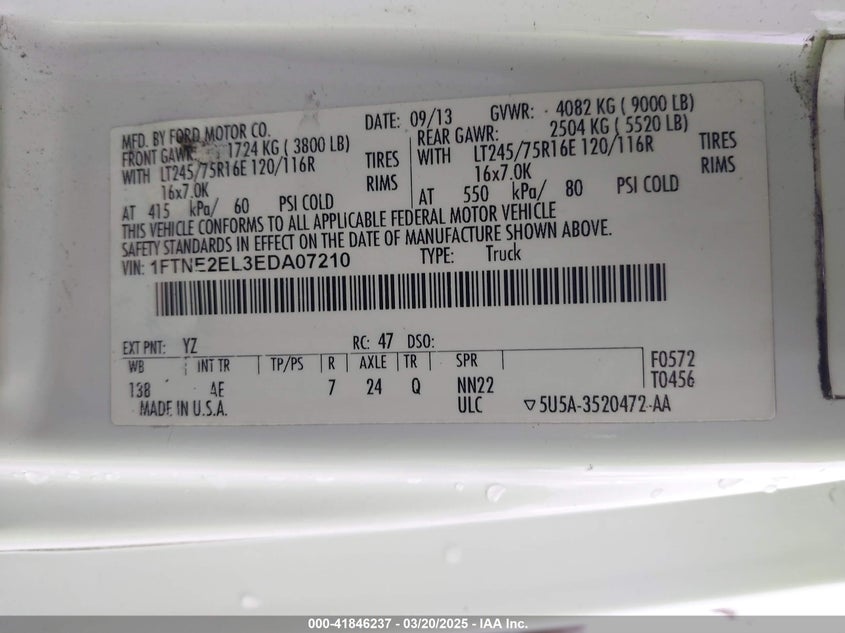 MFD. BY FORD MOTOR CO.
DATE: 09/13 GVWR: 4082 KG ( 9000 LB)
FRONT GAWR: 1724 KG ( 3800 LB)
REAR GAWR: 2504 KG ( 5520 LB)
WITH LT245/75R16E 120/116R TIRES
WITH LT245/75R16E 120/116R TIRES
16x7.0K RIMS
16x7.0K RIMS
AT 415 kPa/ 60 PSI COLD
AT 550 kPa/ 80 PSI COLD
THIS VEHICLE CONFORMS TO ALL APPLICABLE FEDERAL MOTOR VEHICLE
SAFETY STANDARDS IN EFFECT ON THE DATE OF MANUFACTURE SHOWN ABOVE.
VIN: 1FTNE2EL3EDA07210 TYPE: Truck
EXT PNT: YZ RC: 47 DSO:
WB INT TR TP/PS R AXLE TR SPR F0572
138 AE 7 24 Q NN22 T0456
MADE IN U.S.A. ULC ▽5U5A-3520472-AA
000-41846237 - 03/20/2025 - IAA Inc.